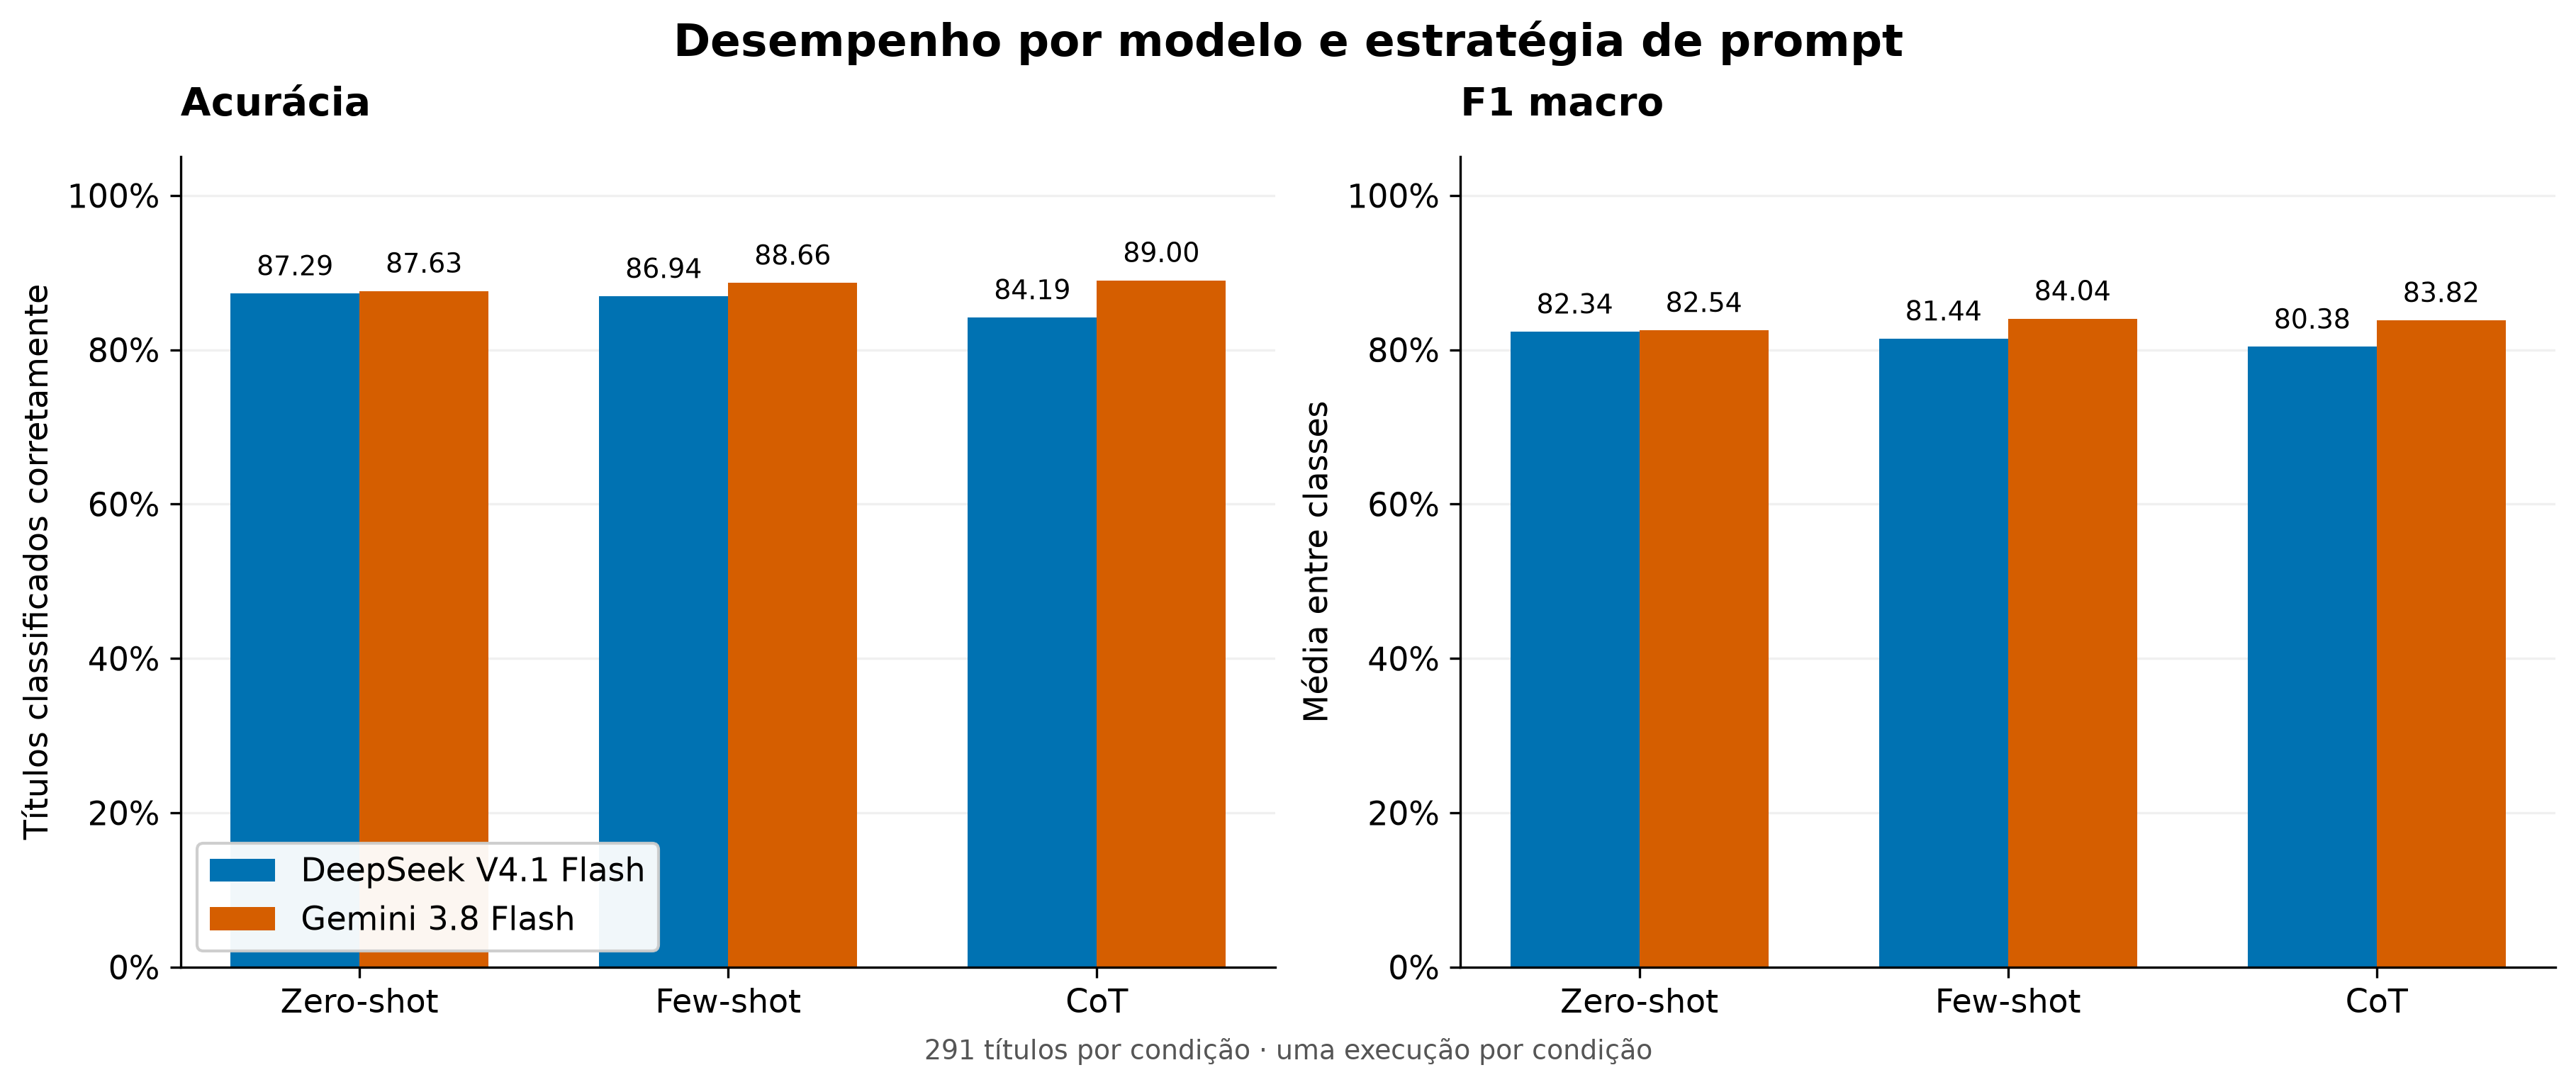 Desempenho por modelo e estratégia de prompt
Acurácia
Títulos classificados corretamente
100%
80%
60%
40%
20%
0%
87.29
87.63
86.94
88.66
84.19
89.00
DeepSeek V4.1 Flash
Gemini 3.8 Flash
Zero-shot
Few-shot
CoT
F1 macro
Média entre classes
100%
80%
60%
40%
20%
0%
82.34
82.54
81.44
84.04
80.38
83.82
Zero-shot
Few-shot
CoT
291 títulos por condição · uma execução por condição